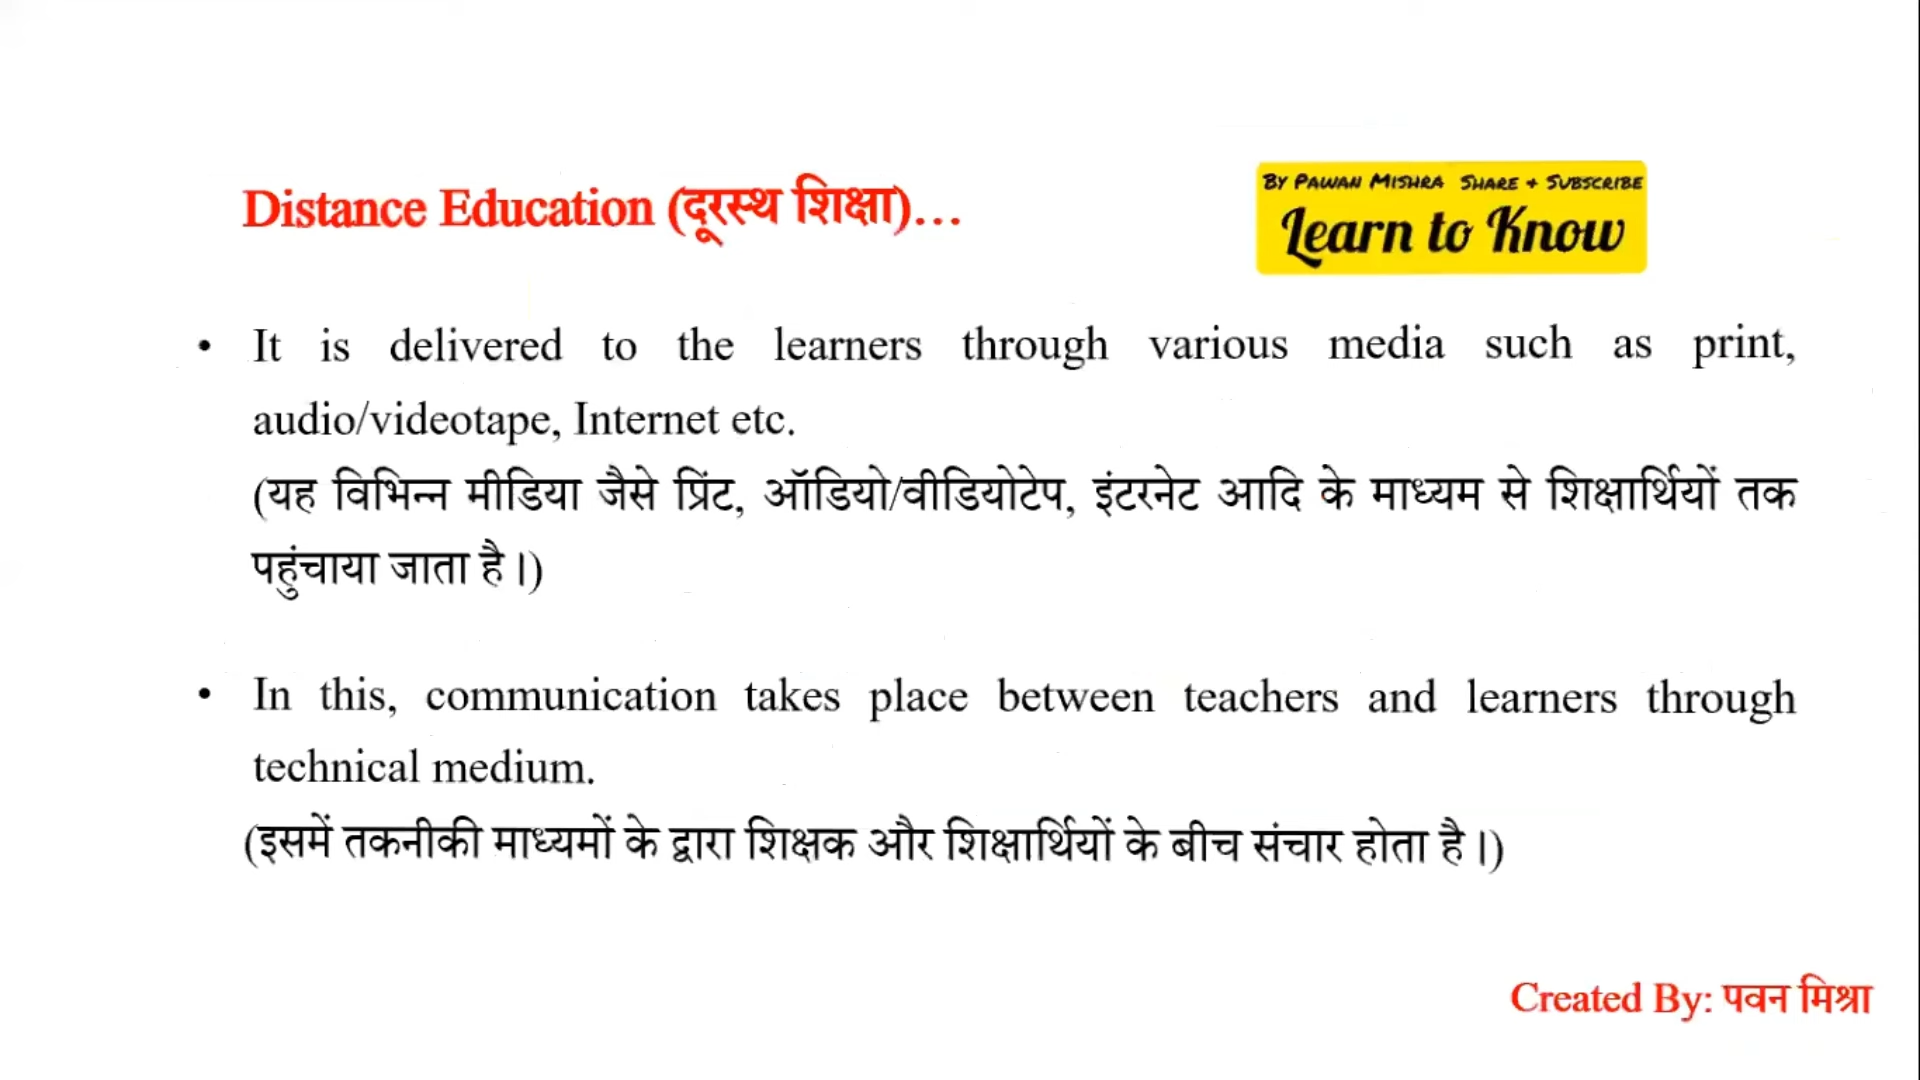 Distance Education (दूरस्थ शिक्षा)...
By Pawan Mishra Share + Subscribe
Learn to Know
• It is delivered to the learners through various media such as print,
audio/videotape, Internet etc.
(यह विभिन्न मीडिया जैसे प्रिंट, ऑडियो/वीडियोटेप, इंटरनेट आदि के माध्यम से शिक्षार्थियों तक
पहुंचाया जाता है।)
• In this, communication takes place between teachers and learners through
technical medium.
(इसमें तकनीकी माध्यमों के द्वारा शिक्षक और शिक्षार्थियों के बीच संचार होता है।)
Created By: पवन मिश्रा